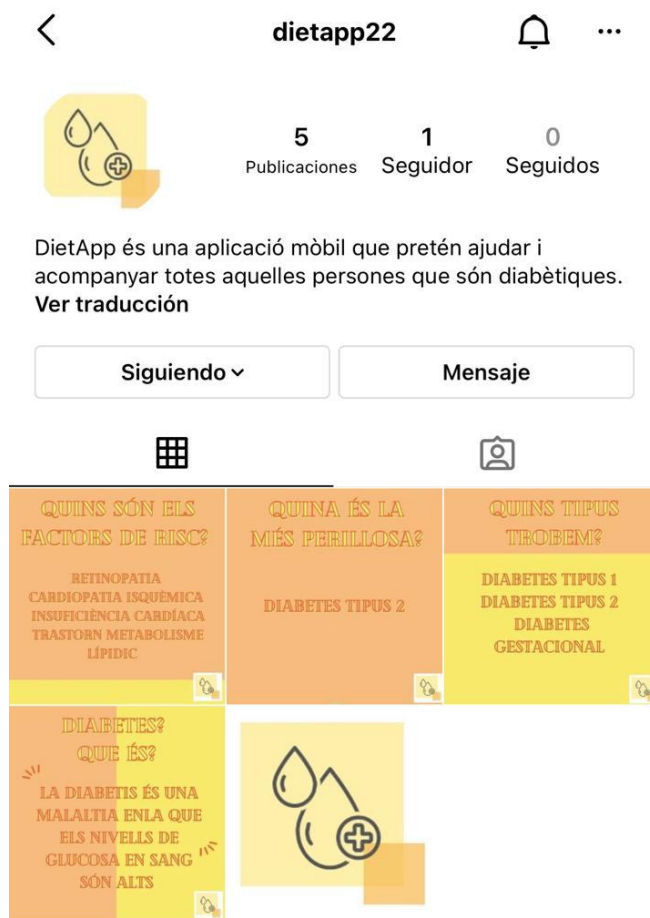 dietapp22
5 1 0
Publicaciones Seguidor Seguidos
DietApp és una aplicació mòbil que pretén ajudar i
acompanyar totes aquelles persones que són diabètiques.
Ver traducción
Siguiendo Mensaje
QUINS SÓN ELS
FACTORS DE RISC?
RETINOPATIA
CARDIOPATIA ISQUÈMICA
INSUFICIÈNCIA CARDÍACA
TRASTORN METABOLISME
LÍPIDIC
QUINA ÉS LA
MÉS PERILLOSA?
DIABETES TIPUS 2
QUINS TIPUS
TROBEM?
DIABETES TIPUS 1
DIABETES TIPUS 2
DIABETES
GESTACIONAL
DIABETES?
QUE ÉS?
LA DIABETIS ÉS UNA
MALALTIA ENLA QUE
ELS NIVELLS DE
GLUCOSA EN SANG
SÓN ALTS